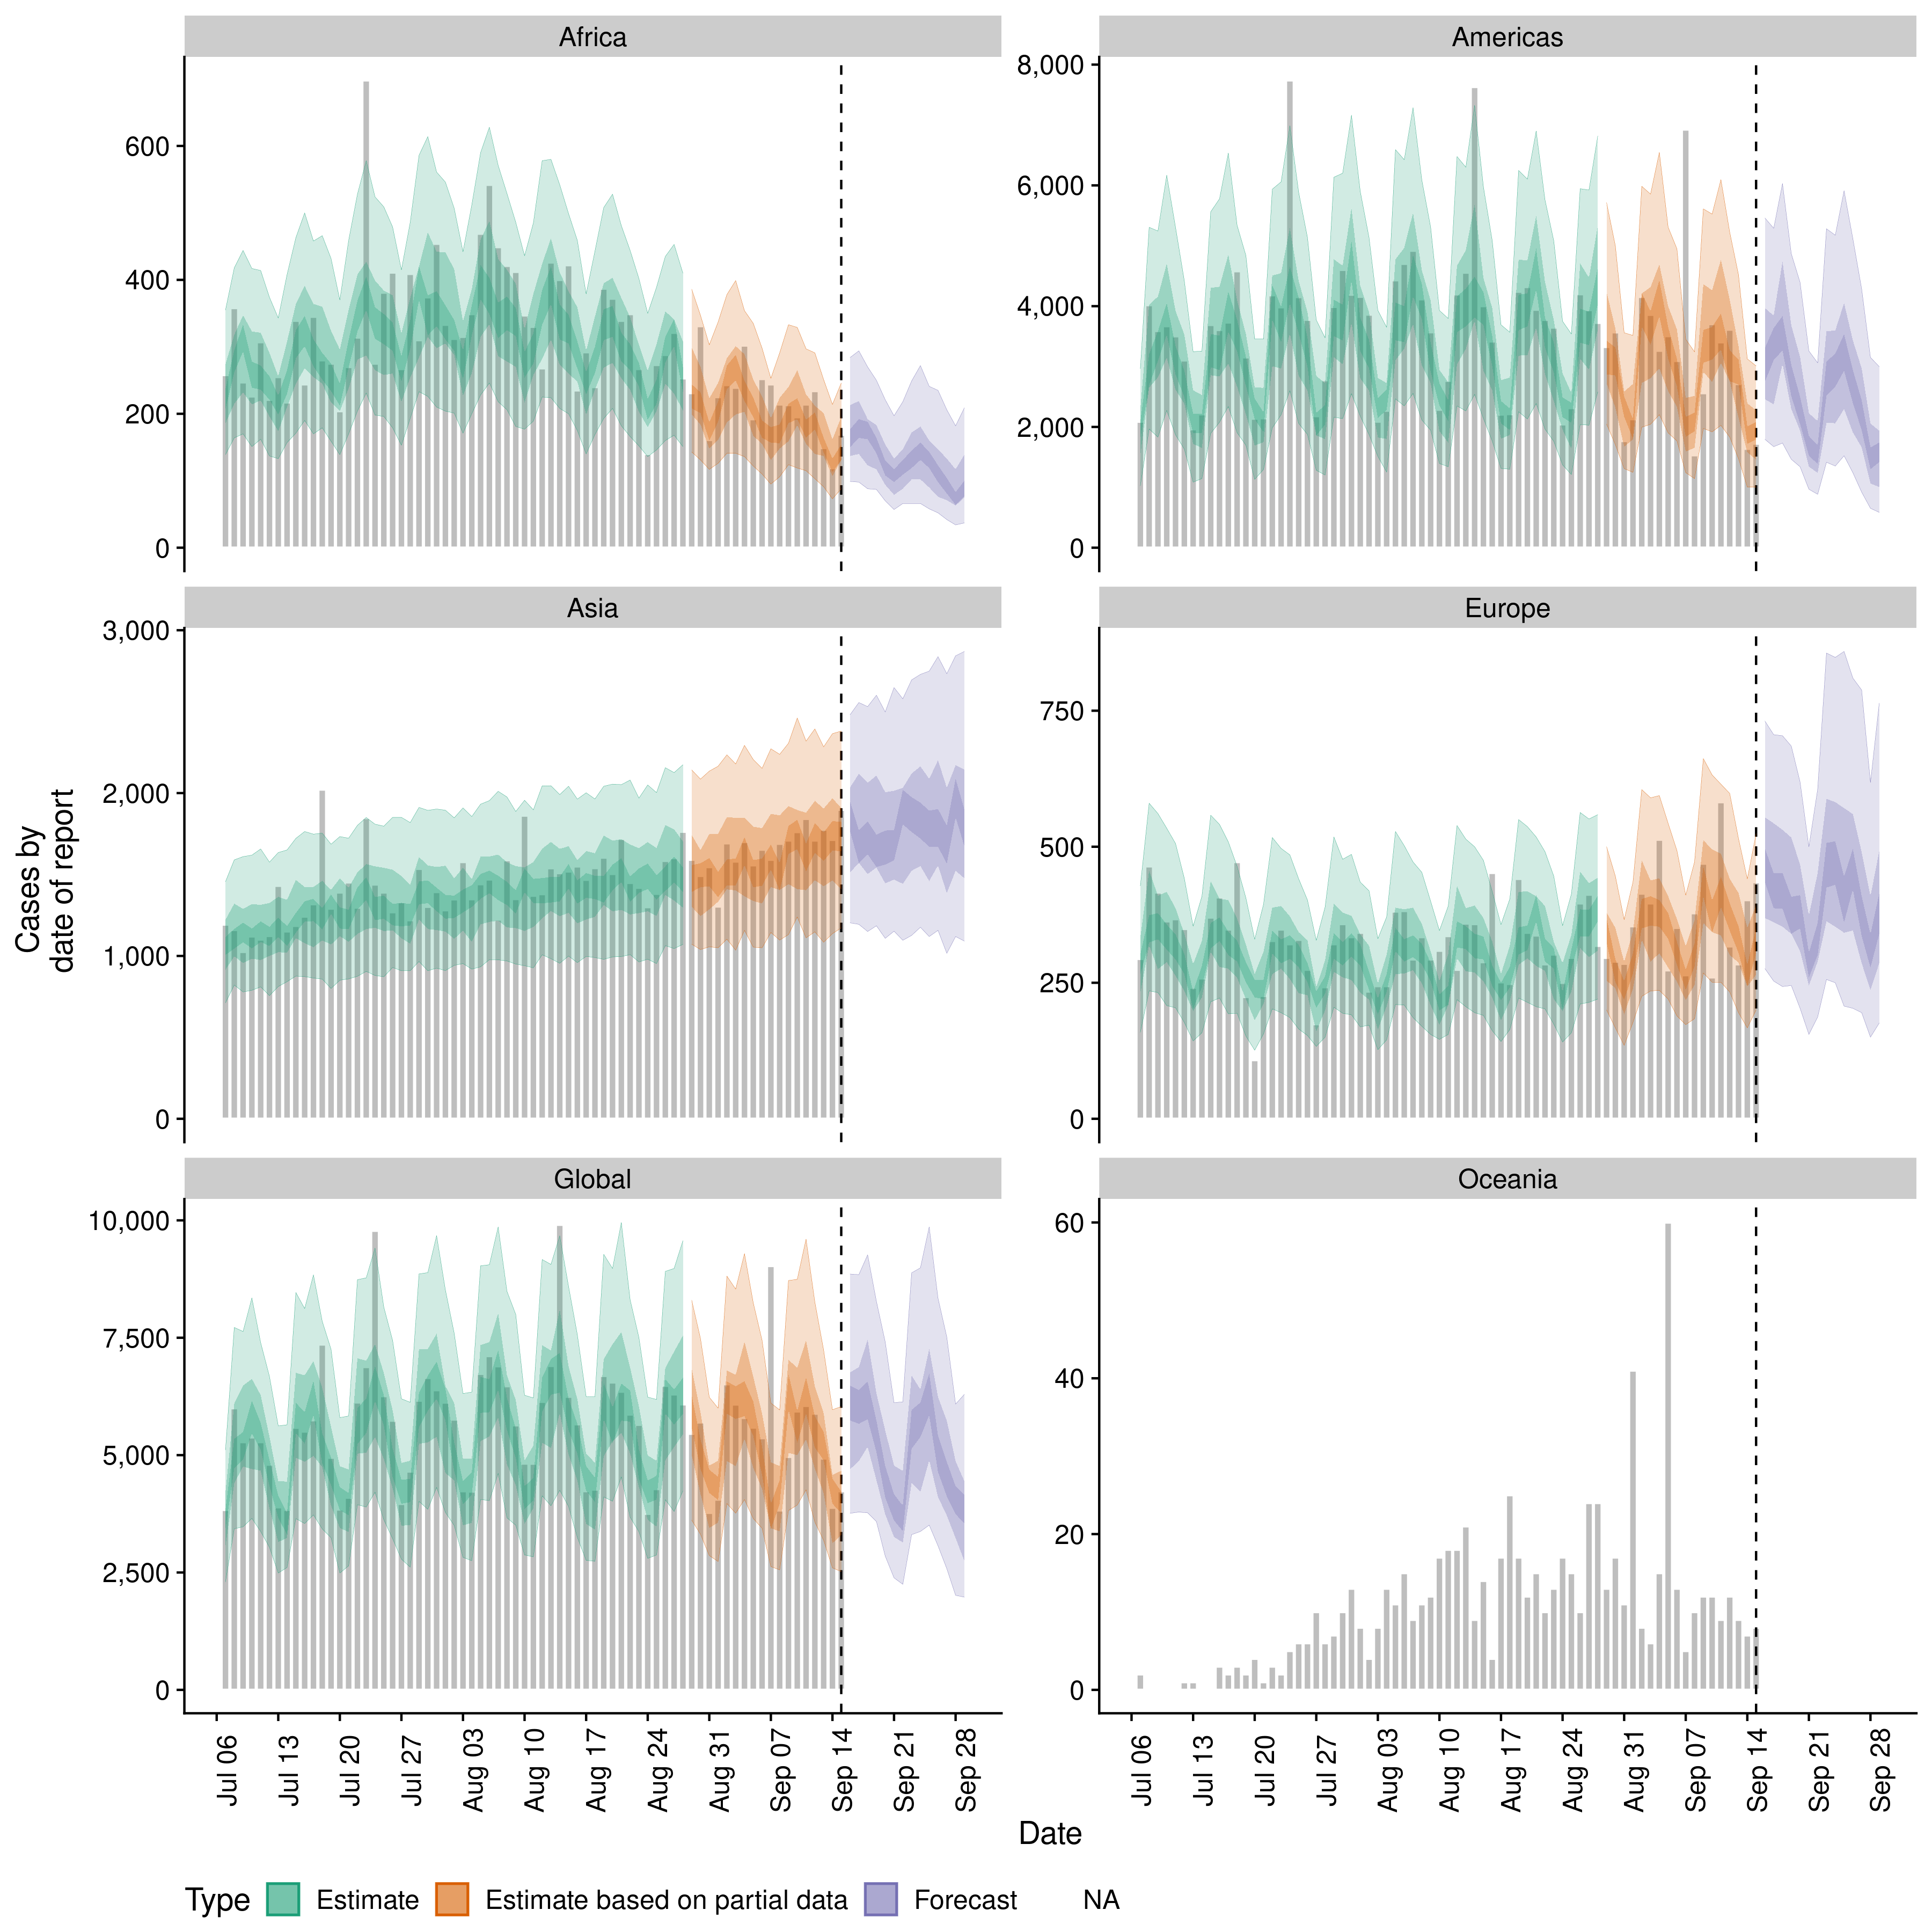 Africa
Americas
600
400
200
0
8,000
6,000
4,000
2,000
0
Asia
Europe
3,000
2,000
1,000
0
750
500
250
0
Global
Oceania
10,000
7,500
5,000
2,500
0
60
40
20
0
Cases by
date of report
Jul 06
Jul 13
Jul 20
Jul 27
Aug 03
Aug 10
Aug 17
Aug 24
Aug 31
Sep 07
Sep 14
Sep 21
Sep 28
Jul 06
Jul 13
Jul 20
Jul 27
Aug 03
Aug 10
Aug 17
Aug 24
Aug 31
Sep 07
Sep 14
Sep 21
Sep 28
Date
Type Estimate Estimate based on partial data Forecast NA